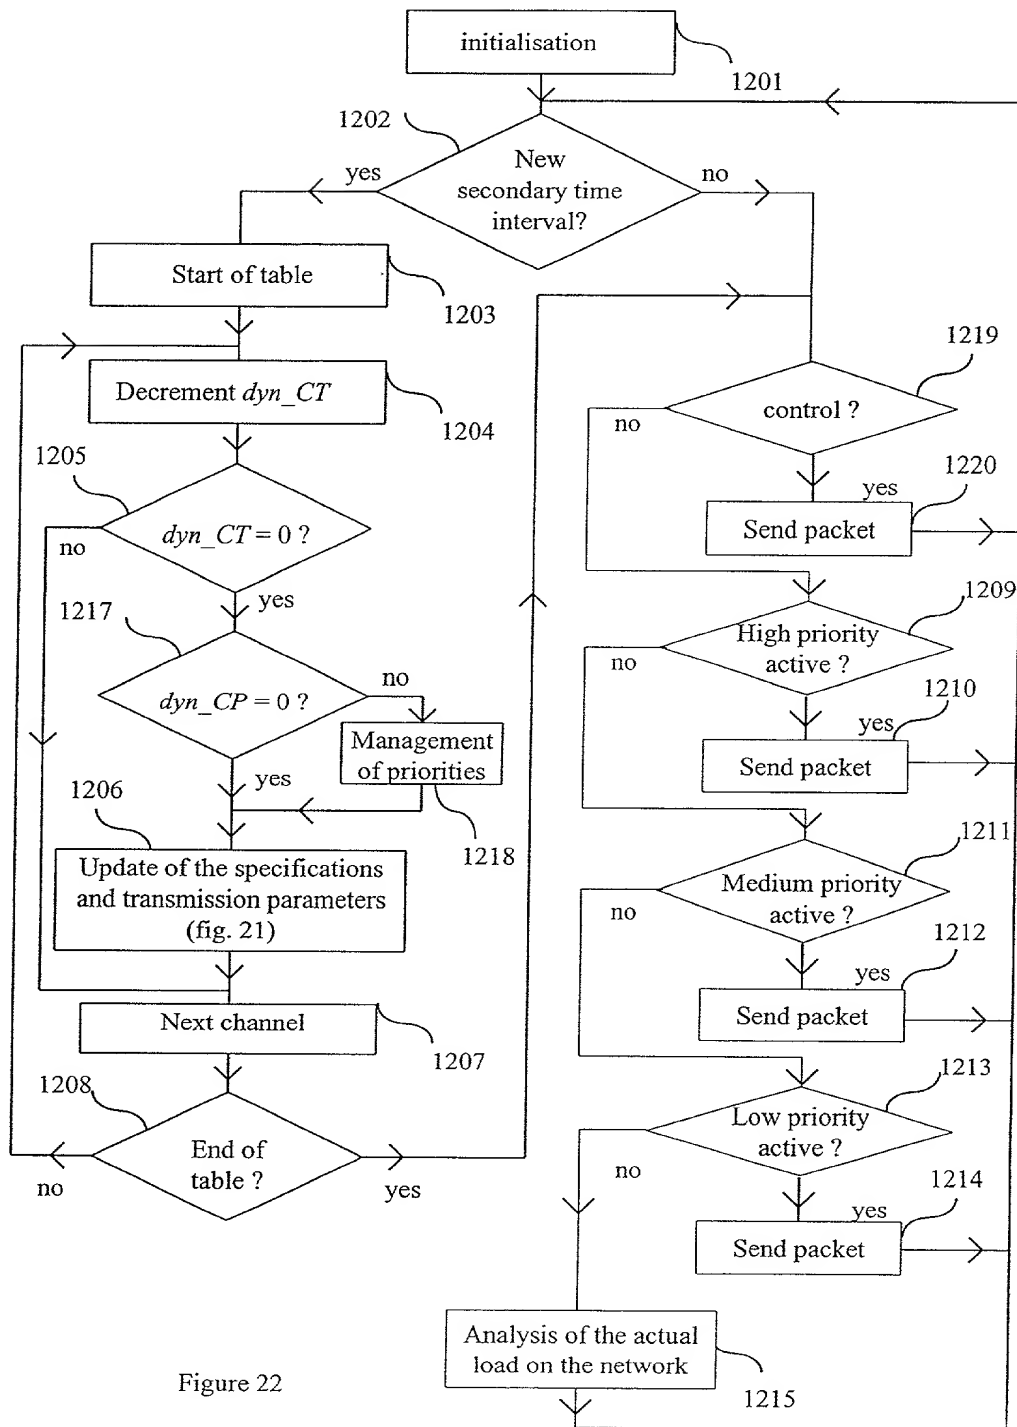 initialisation
1201
1202
New
secondary time
interval?
yes
no
Start of table
1203
Decrement dyn_CT
1204
1205
dyn_CT = 0 ?
no
yes
1217
dyn_CP = 0 ?
no
yes
Management
of priorities
1218
1206
Update of the specifications
and transmission parameters
(fig. 21)
Next channel
1207
1208
End of
table ?
no
yes
1219
control ?
no
yes
1220
Send packet
1209
High priority
active ?
no
yes
1210
Send packet
1211
Medium priority
active ?
no
yes
1212
Send packet
1213
Low priority
active ?
no
yes
1214
Send packet
Analysis of the actual
load on the network
1215
Figure 22